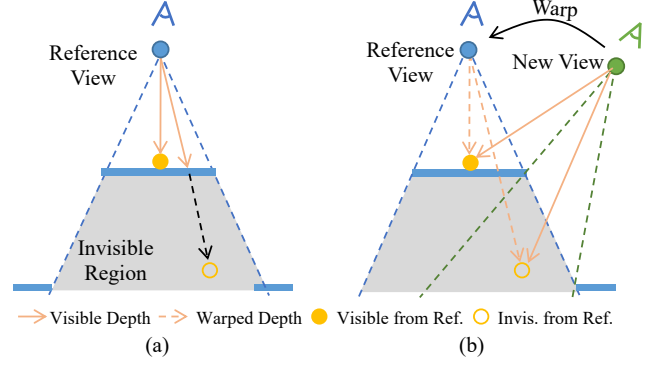 Reference
View
Invisible
Region
Warp
Reference
View
New View
Visible Depth
Warped Depth
Visible from Ref.
Invis. from Ref.
(a)
(b)